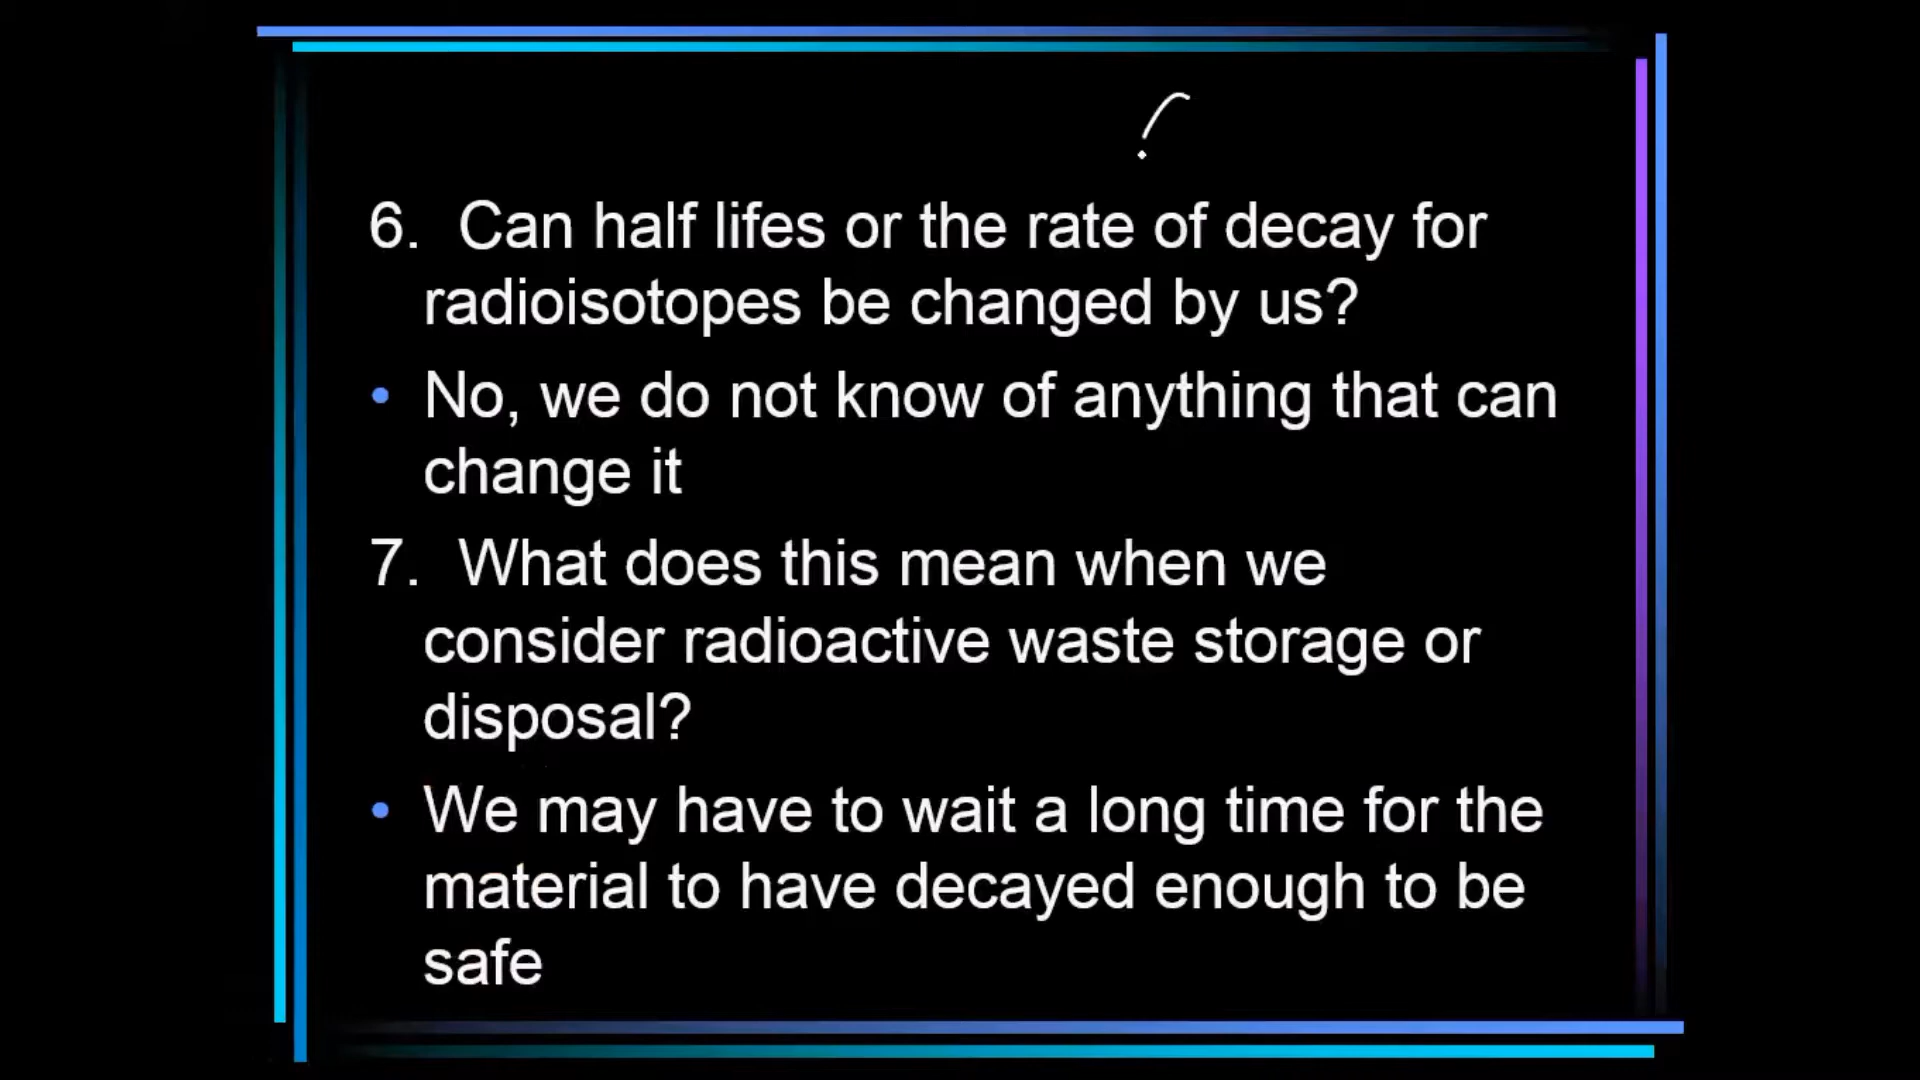 6. Can half lifes or the rate of decay for
radioisotopes be changed by us?
• No, we do not know of anything that can
change it
7. What does this mean when we
consider radioactive waste storage or
disposal?
• We may have to wait a long time for the
material to have decayed enough to be
safe